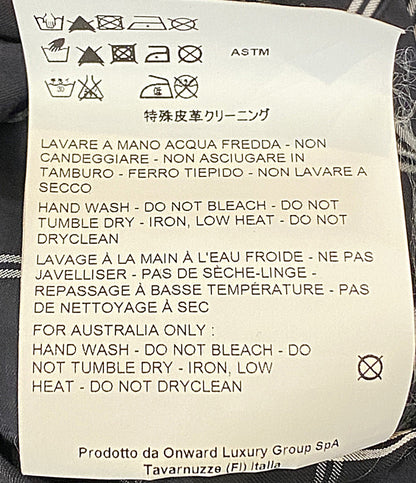 ASTM
30
特殊皮革クリーニング
LAVARE A MANO ACQUA FREDDA - NON
CANDEGGIARE - NON ASCIUGARE IN
TAMBURO - FERRO TIEPIDO - NON LAVARE A
SECCO
HAND WASH - DO NOT BLEACH - DO NOT
TUMBLE DRY - IRON, LOW HEAT - DO NOT
DRYCLEAN
LAVAGE À LA MAIN À L'EAU FROIDE - NE PAS
JAVELLISER - PAS DE SÈCHE-LINGE -
REPASSAGE À BASSE TEMPÉRATURE - PAS
DE NETTOYAGE À SEC
FOR AUSTRALIA ONLY :
HAND WASH - DO NOT BLEACH - DO
NOT TUMBLE DRY - IRON, LOW
HEAT - DO NOT DRYCLEAN
Prodotto da Onward Luxury Group SpA
Tavarnuzze (FI) Italia